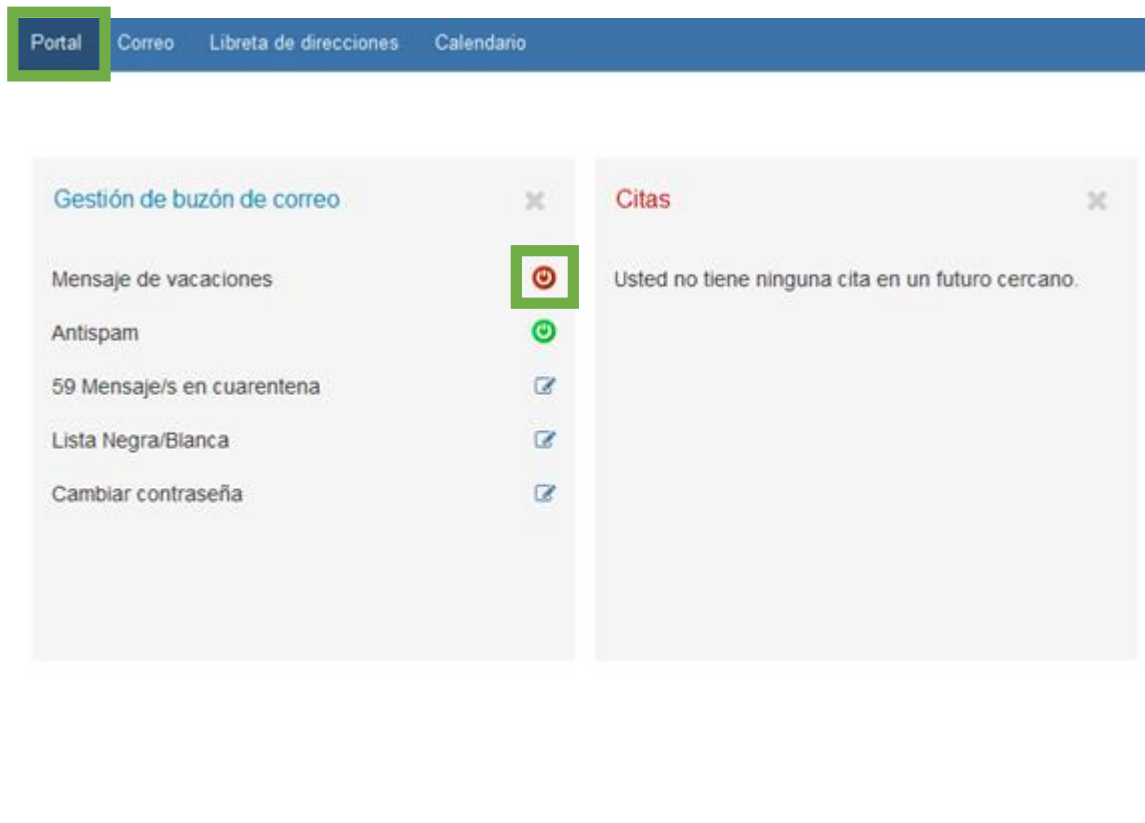 Portal Correo Libreta de direcciones Calendario
Gestión de buzón de correo
Mensaje de vacaciones
Antispam
59 Mensaje/s en cuarentena
Lista Negra/Blanca
Cambiar contraseña
Citas
Usted no tiene ninguna cita en un futuro cercano.